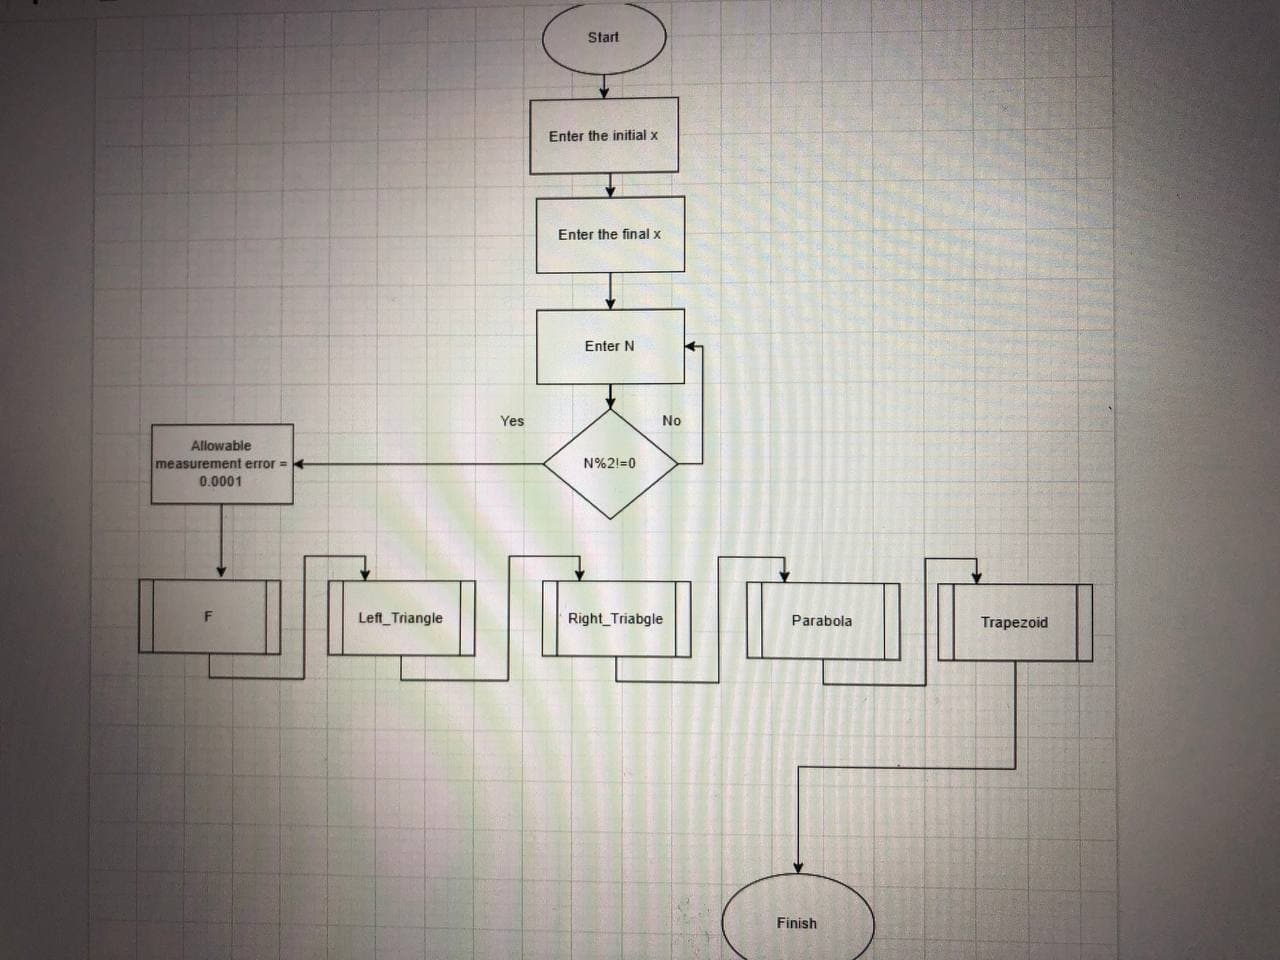 Start
Enter the initial x
Enter the final x
Enter N
Yes
No
N%2!=0
Allowable
measurement error =
0.0001
F
Left_Triangle
Right_Triabgle
Parabola
Trapezoid
Finish